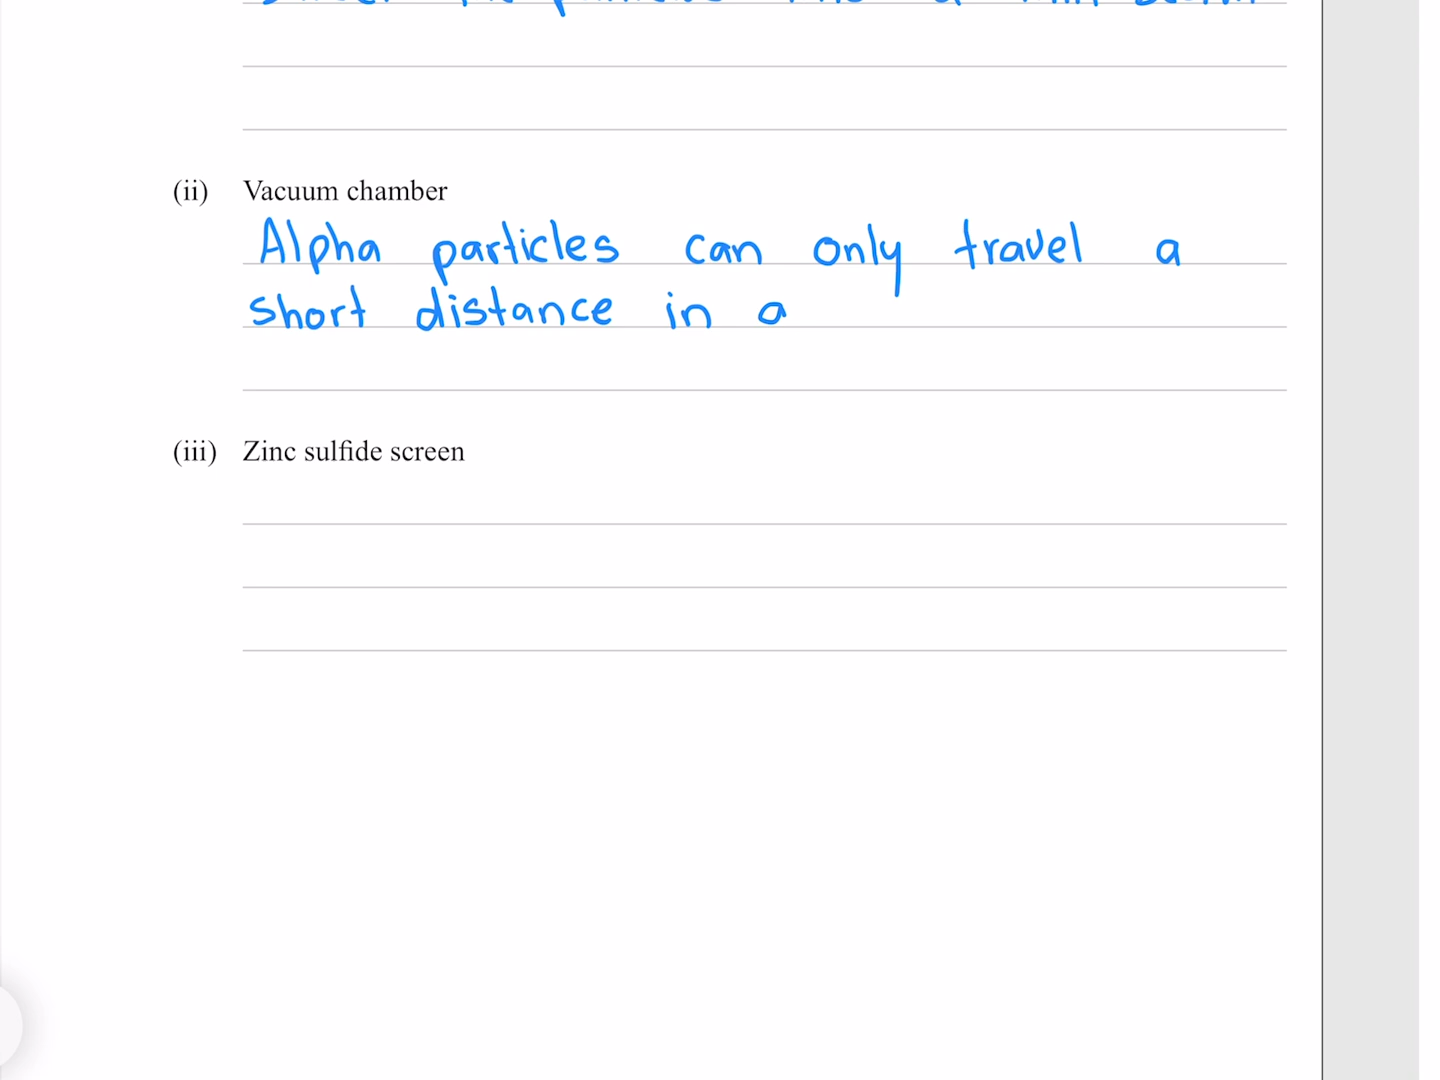 (ii) Vacuum chamber
Alpha particles can only travel a
short distance in a
(iii) Zinc sulfide screen